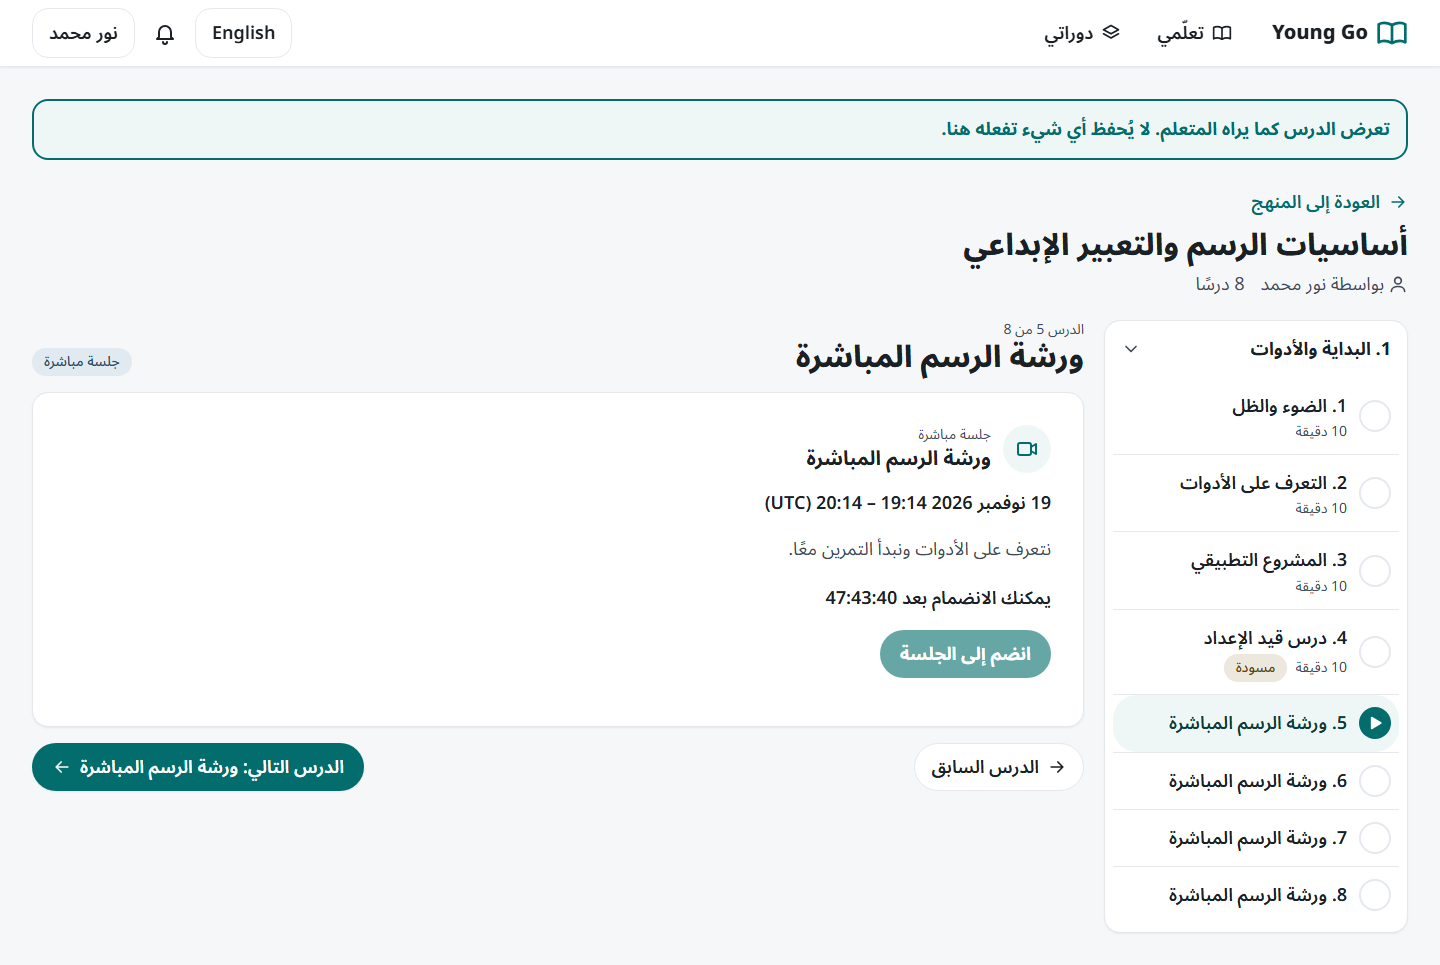 Young Go
تعلّمي
دوراتي
English
نور محمد
تعرض الدرس كما يراه المتعلم. لا يُحفظ أي شيء تفعله هنا.
العودة إلى المنهج
أساسيات الرسم والتعبير الإبداعي
بواسطة نور محمد 8 درسًا
1. البداية والأدوات
1. الضوء والظل
10 دقيقة
2. التعرف على الأدوات
10 دقيقة
3. المشروع التطبيقي
10 دقيقة
4. درس قيد الإعداد
10 دقيقة مسودة
5. ورشة الرسم المباشرة
6. ورشة الرسم المباشرة
7. ورشة الرسم المباشرة
8. ورشة الرسم المباشرة
الدرس 5 من 8
ورشة الرسم المباشرة
جلسة مباشرة
جلسة مباشرة
ورشة الرسم المباشرة
19 نوفمبر 2026 19:14 – 20:14 (UTC)
نتعرف على الأدوات ونبدأ التمرين معًا.
يمكنك الانضمام بعد 47:43:40
انضم إلى الجلسة
الدرس السابق
الدرس التالي: ورشة الرسم المباشرة